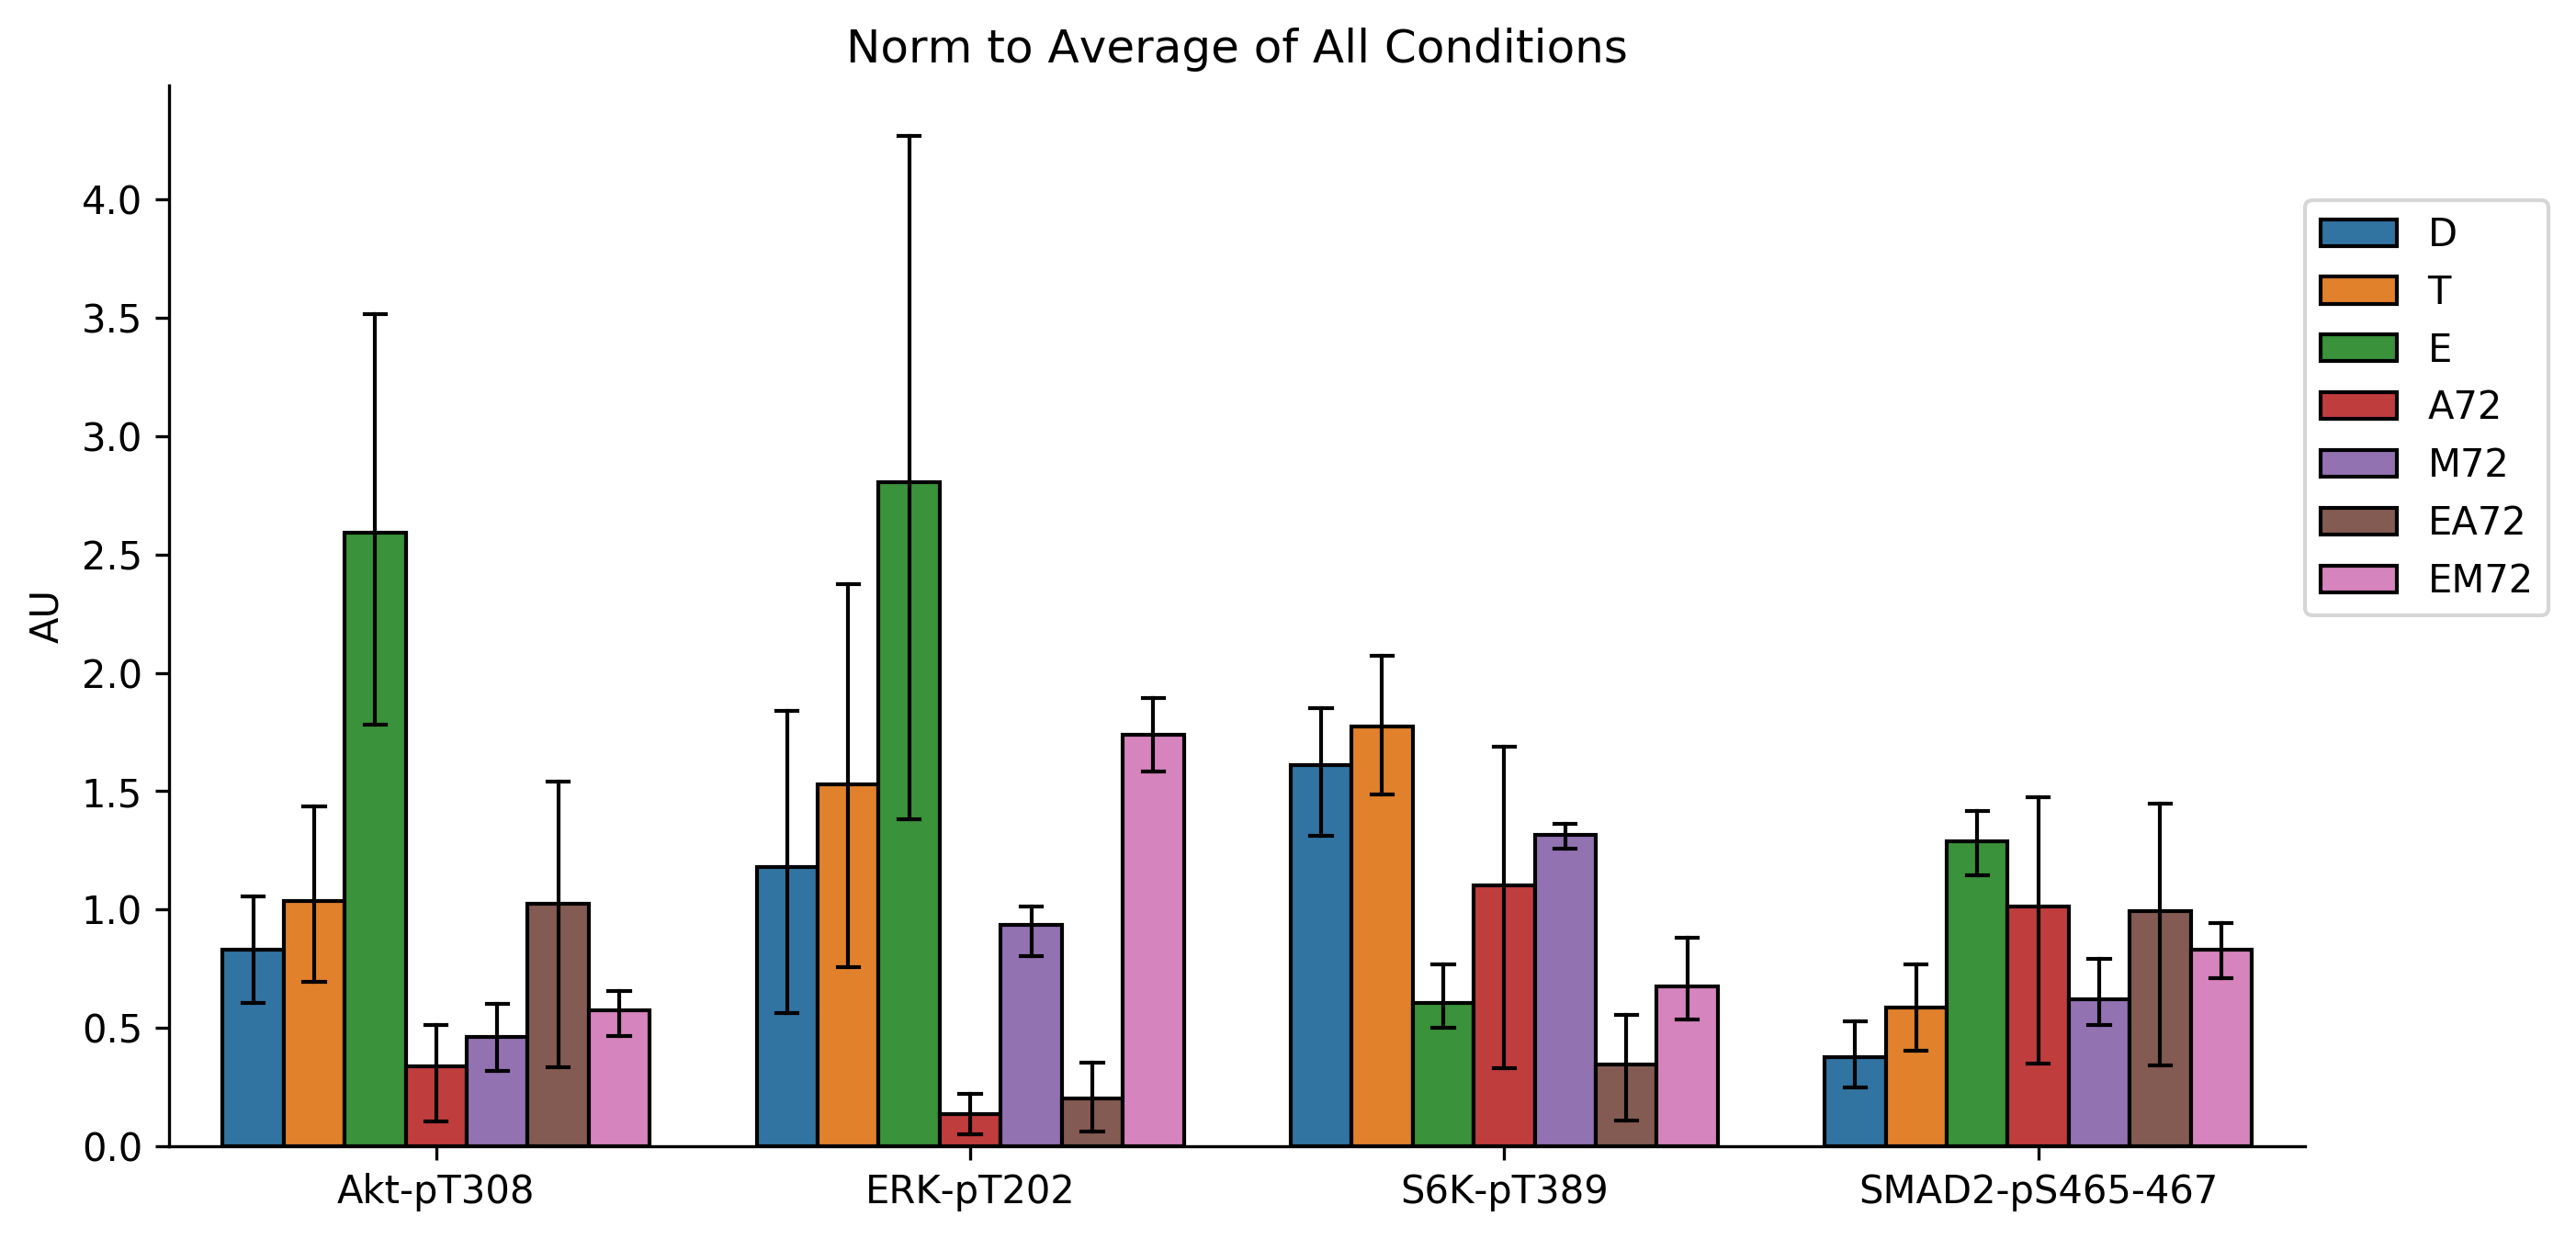 Norm to Average of All Conditions
AU
4.0
3.5
3.0
2.5
2.0
1.5
1.0
0.5
0.0
Akt-pT308
ERK-pT202
S6K-pT389
SMAD2-pS465-467
D
T
E
A72
M72
EA72
EM72